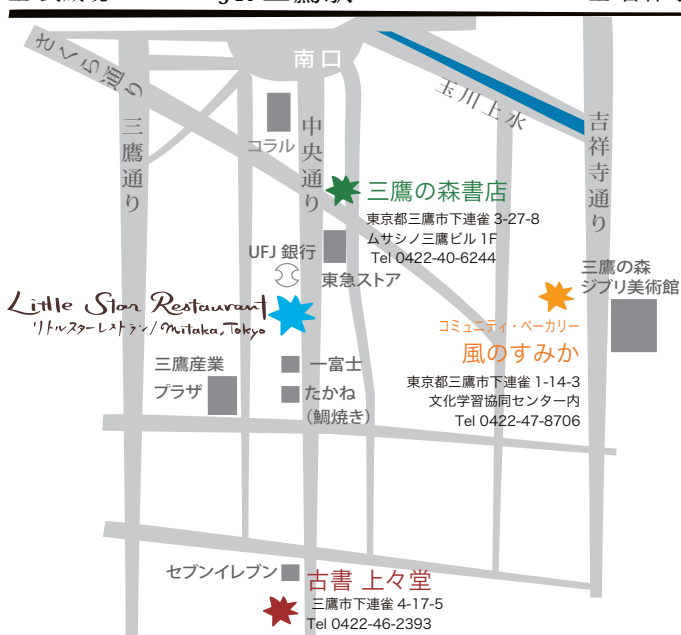 南口
さくら通り
三鷹通り
コラル
中央通り
玉川上水
吉祥寺通り
三鷹の森書店
東京都三鷹市下連雀 3-27-8
ムサシノ三鷹ビル 1F
Tel 0422-40-6244
UFJ 銀行
東急ストア
三鷹の森
ジブリ美術館
Little Star Restaurant
リトルスターレストラン/Mitaka,Tokyo
コミュニティ・ベーカリー
風のすみか
東京都三鷹市下連雀 1-14-3
文化学習協同センター内
Tel 0422-47-8706
三鷹産業
プラザ
一富士
たかね
(鯛焼き)
セブンイレブン
古書 上々堂
三鷹市下連雀 4-17-5
Tel 0422-46-2393